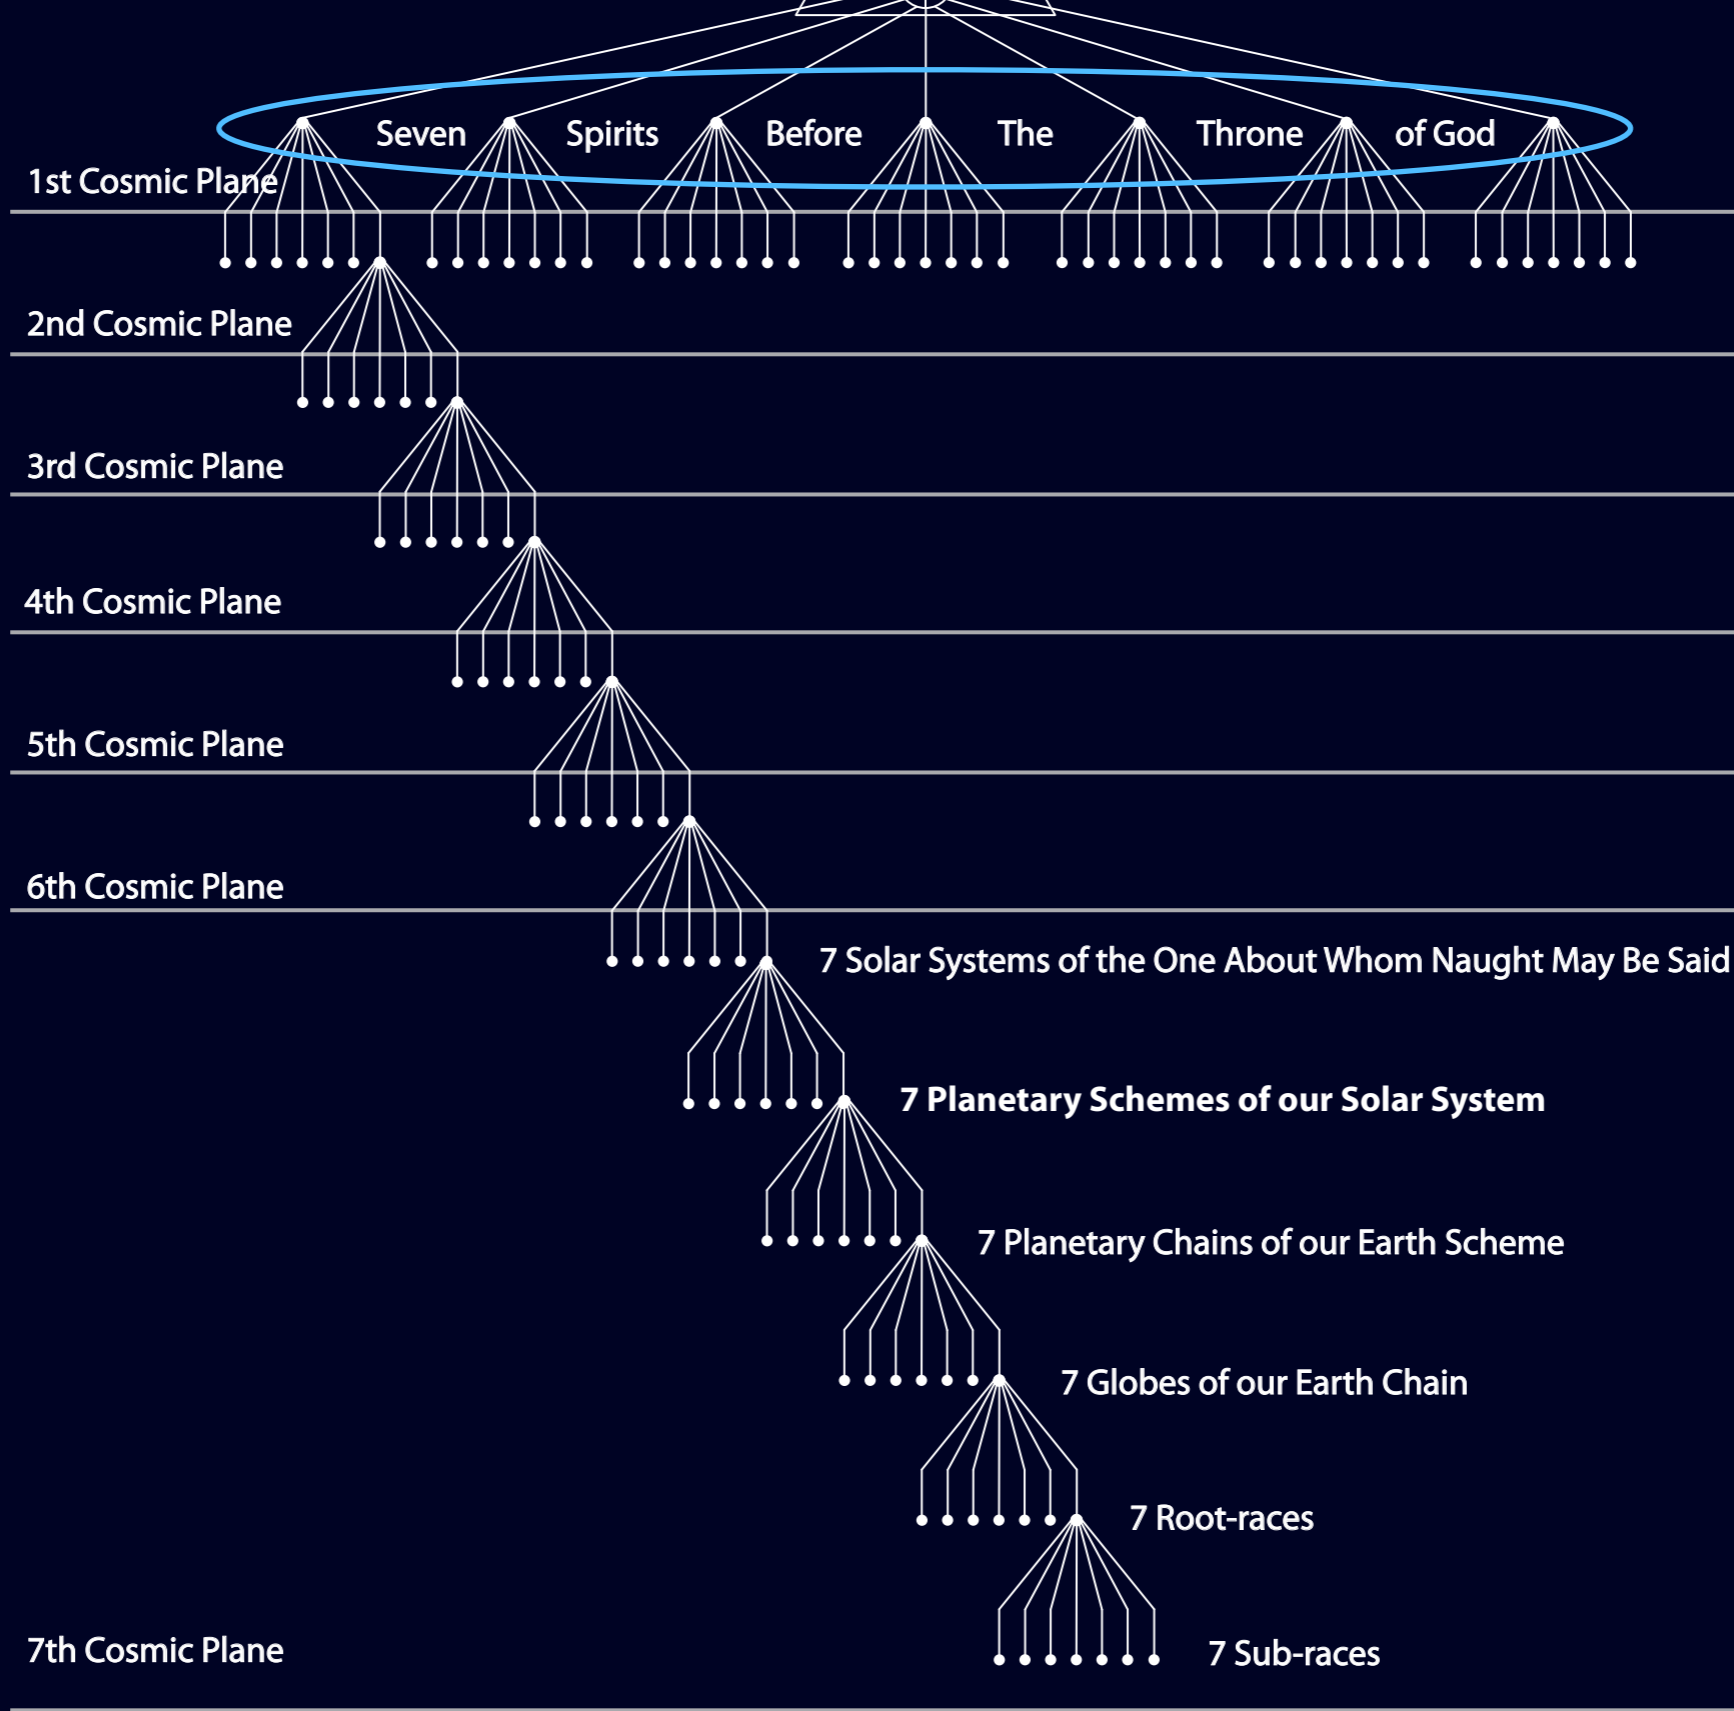 Seven Spirits Before The Throne of God
1st Cosmic Plane
2nd Cosmic Plane
3rd Cosmic Plane
4th Cosmic Plane
5th Cosmic Plane
6th Cosmic Plane
7 Solar Systems of the One About Whom Naught May Be Said
7 Planetary Schemes of our Solar System
7 Planetary Chains of our Earth Scheme
7 Globes of our Earth Chain
7 Root-races
7th Cosmic Plane
7 Sub-races